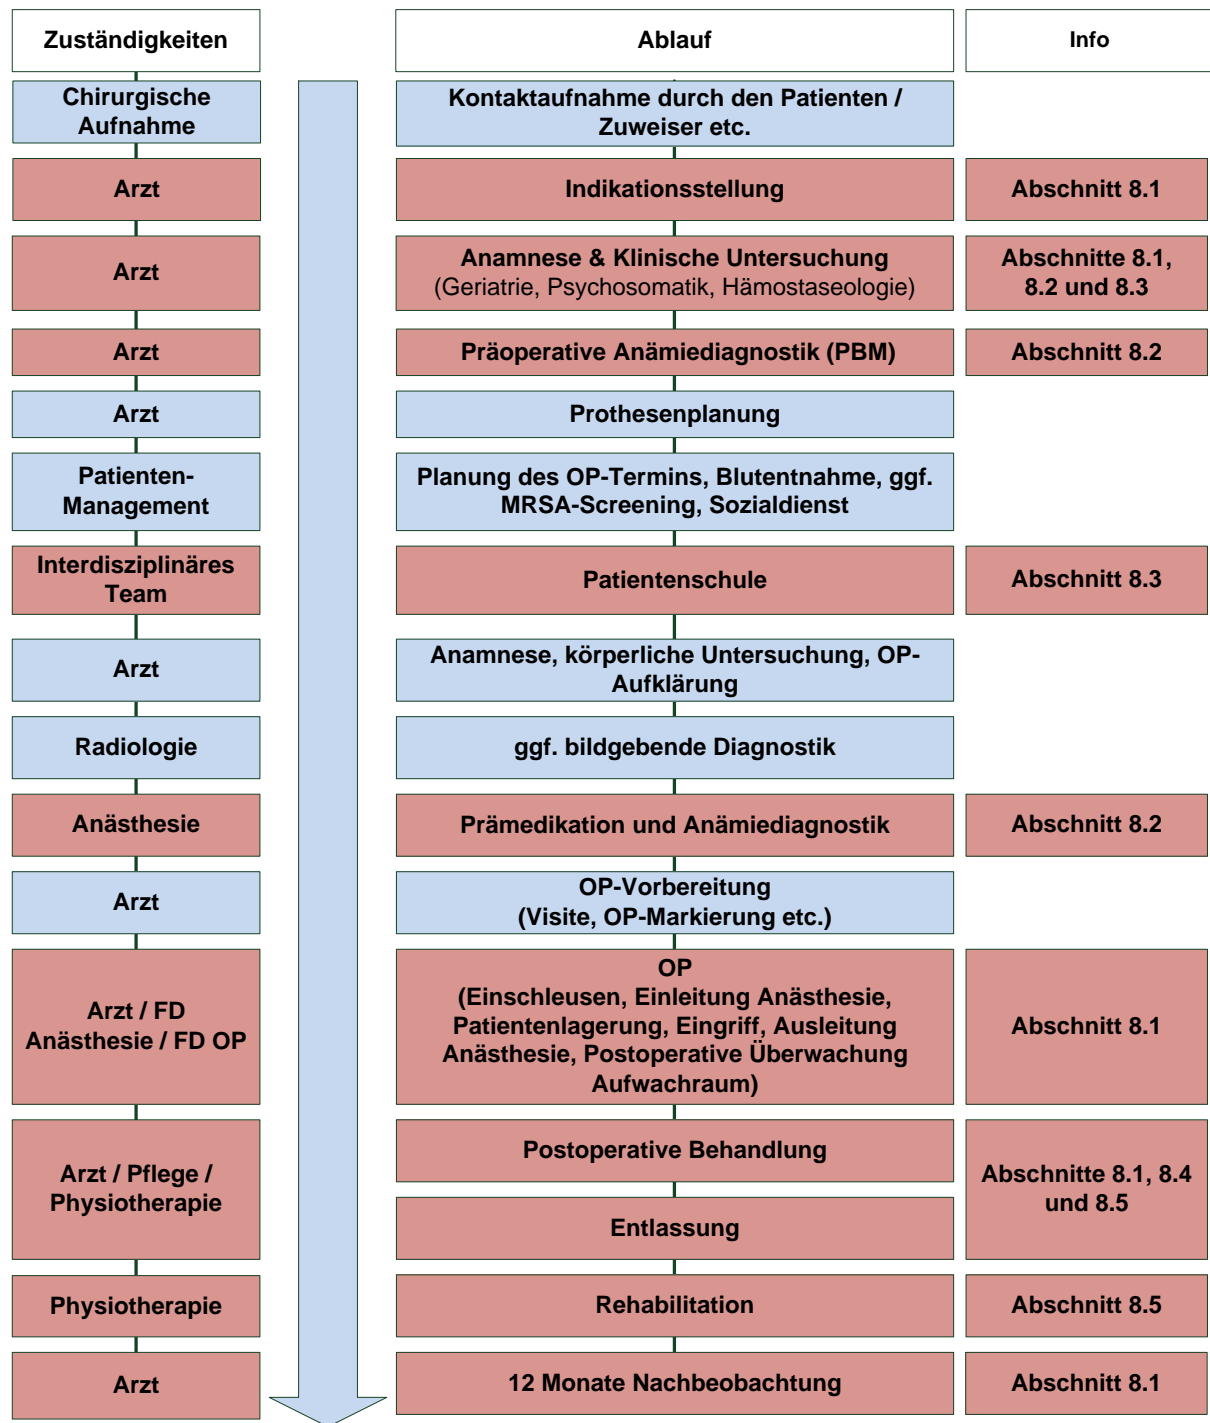 Zuständigkeiten
Ablauf
Info
Chirurgische
Aufnahme
Kontaktaufnahme durch den Patienten /
Zuweiser etc.
Arzt
Indikationsstellung
Abschnitt 8.1
Arzt
Anamnese & Klinische Untersuchung
(Geriatrie, Psychosomatik, Hämostaseologie)
Abschnitte 8.1,
8.2 und 8.3
Arzt
Präoperative Anämiediagnostik (PBM)
Abschnitt 8.2
Arzt
Prothesenplanung
Patienten-
Management
Planung des OP-Termins, Blutentnahme, ggf.
MRSA-Screening, Sozialdienst
Interdisziplinäres
Team
Patientenschule
Abschnitt 8.3
Arzt
Anamnese, körperliche Untersuchung, OP-
Aufklärung
Radiologie
ggf. bildgebende Diagnostik
Anästhesie
Prämedikation und Anämiediagnostik
Abschnitt 8.2
Arzt
OP-Vorbereitung
(Visite, OP-Markierung etc.)
Arzt / FD
Anästhesie / FD OP
OP
(Einschleusen, Einleitung Anästhesie,
Patientenlagerung, Eingriff, Ausleitung
Anästhesie, Postoperative Überwachung
Aufwachraum)
Abschnitt 8.1
Arzt / Pflege /
Physiotherapie
Postoperative Behandlung
Entlassung
Abschnitte 8.1, 8.4
und 8.5
Physiotherapie
Rehabilitation
Abschnitt 8.5
Arzt
12 Monate Nachbeobachtung
Abschnitt 8.1